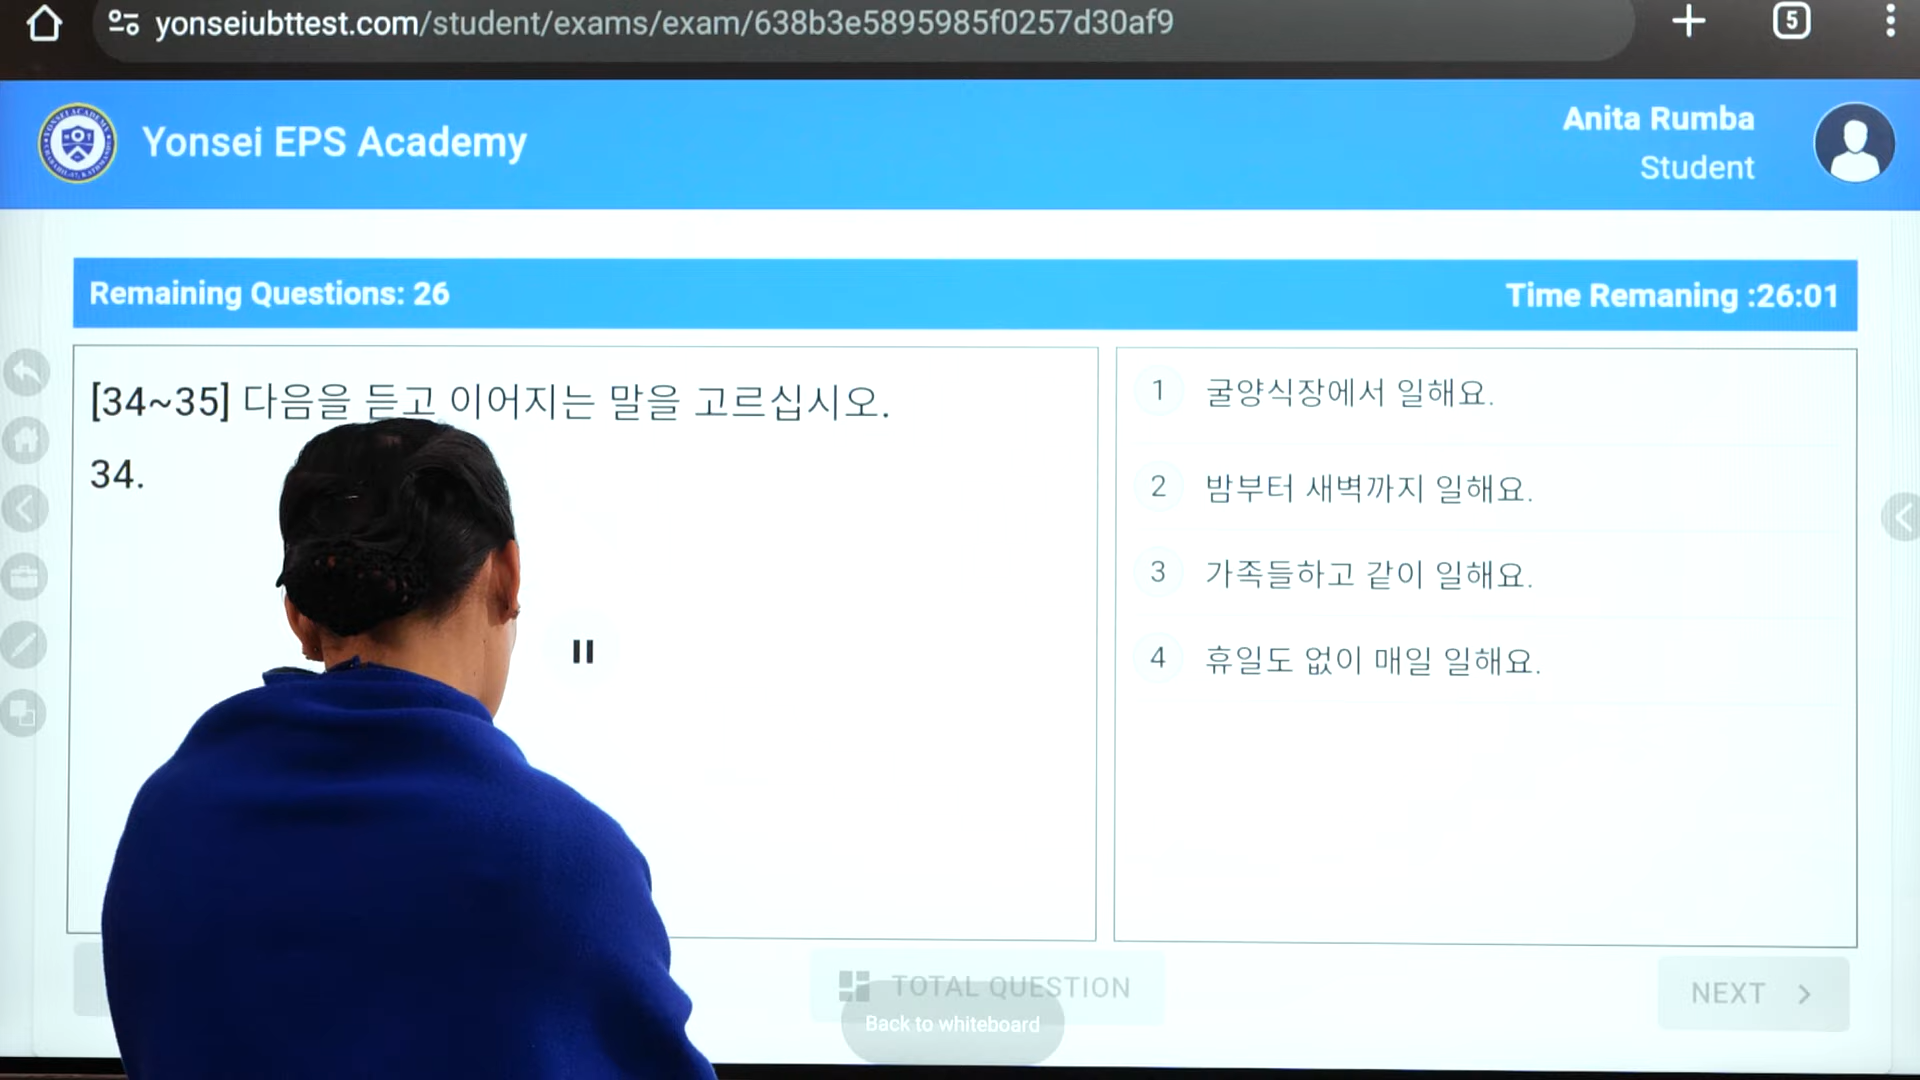 yonseiubttest.com/student/exams/exam/638b3e5895985f0257d30af9
5
Yonsei EPS Academy
Anita Rumba
Student
Remaining Questions: 26
Time Remaning :26:01
[34~35] 다음을 듣고 이어지는 말을 고르십시오.
34.
1 굴양식장에서 일해요.
2 밤부터 새벽까지 일해요.
3 가족들하고 같이 일해요.
4 휴일도 없이 매일 일해요.
TOTAL QUESTION
NEXT
Back to whiteboard